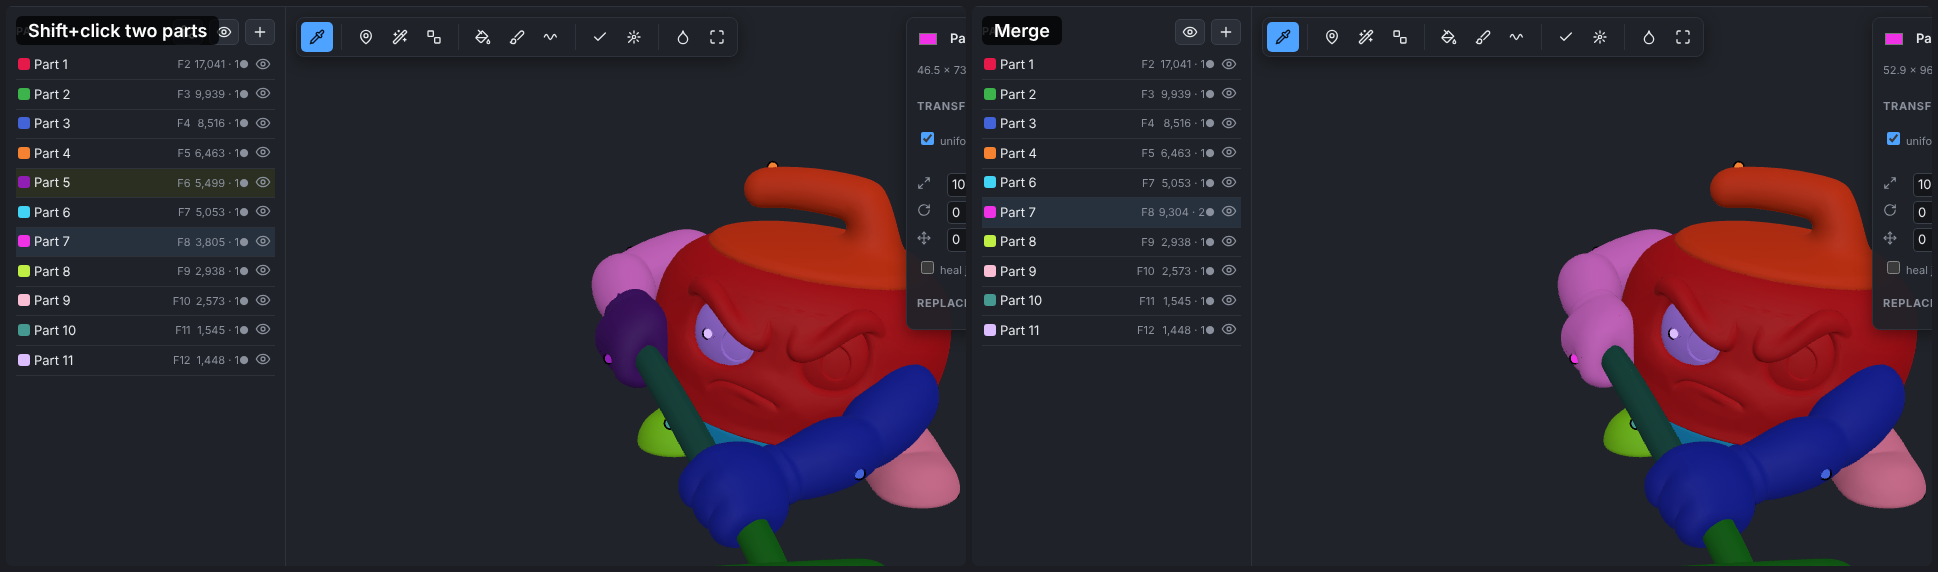 Shift+click two parts
Part 1 F2 17,041 · 1
Part 2 F3 9,939 · 1
Part 3 F4 8,516 · 1
Part 4 F5 6,463 · 1
Part 5 F6 5,499 · 1
Part 6 F7 5,053 · 1
Part 7 F8 3,805 · 1
Part 8 F9 2,938 · 1
Part 9 F10 2,573 · 1
Part 10 F11 1,545 · 1
Part 11 F12 1,448 · 1
Pa
46.5 × 73
TRANSF
unifo
10
0
0
heal
REPLAC
Merge
Part 1 F2 17,041 · 1
Part 2 F3 9,939 · 1
Part 3 F4 8,516 · 1
Part 4 F5 6,463 · 1
Part 6 F7 5,053 · 1
Part 7 F8 9,304 · 2
Part 8 F9 2,938 · 1
Part 9 F10 2,573 · 1
Part 10 F11 1,545 · 1
Part 11 F12 1,448 · 1
Pa
52.9 × 96
TRANSF
unifo
10
0
0
heal
REPLAC